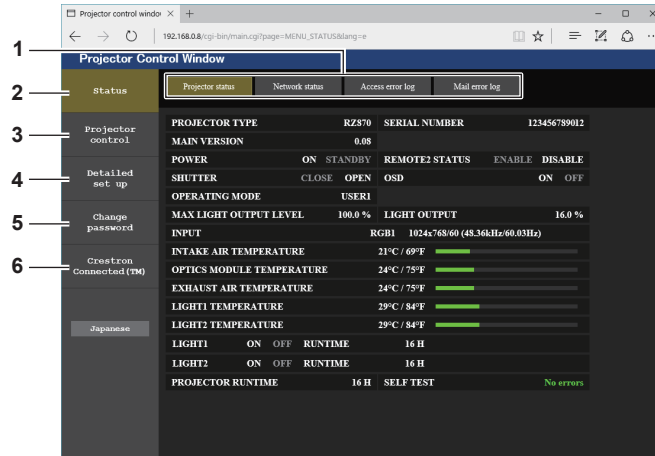 Projector control window
192.168.0.8/cgi-bin/main.cgi?page=MENU_STATUS&lang=e
Projector Control Window
1
2
3
4
5
6
Status
Projector
control
Detailed
set up
Change
password
Crestron
Connected(TM)
Japanese
Projector status Network status Access error log Mail error log
PROJECTOR TYPE RZ870 SERIAL NUMBER 123456789012
MAIN VERSION 0.08
POWER ON STANDBY REMOTE2 STATUS ENABLE DISABLE
SHUTTER CLOSE OPEN OSD ON OFF
OPERATING MODE USER1
MAX LIGHT OUTPUT LEVEL 100.0 % LIGHT OUTPUT 16.0 %
INPUT RGB1 1024x768/60 (48.36kHz/60.03Hz)
INTAKE AIR TEMPERATURE 21°C / 69°F
OPTICS MODULE TEMPERATURE 24°C / 75°F
EXHAUST AIR TEMPERATURE 24°C / 75°F
LIGHT1 TEMPERATURE 29°C / 84°F
LIGHT2 TEMPERATURE 29°C / 84°F
LIGHT1 ON OFF RUNTIME 16 H
LIGHT2 ON OFF RUNTIME 16 H
PROJECTOR RUNTIME 16 H SELF TEST No errors